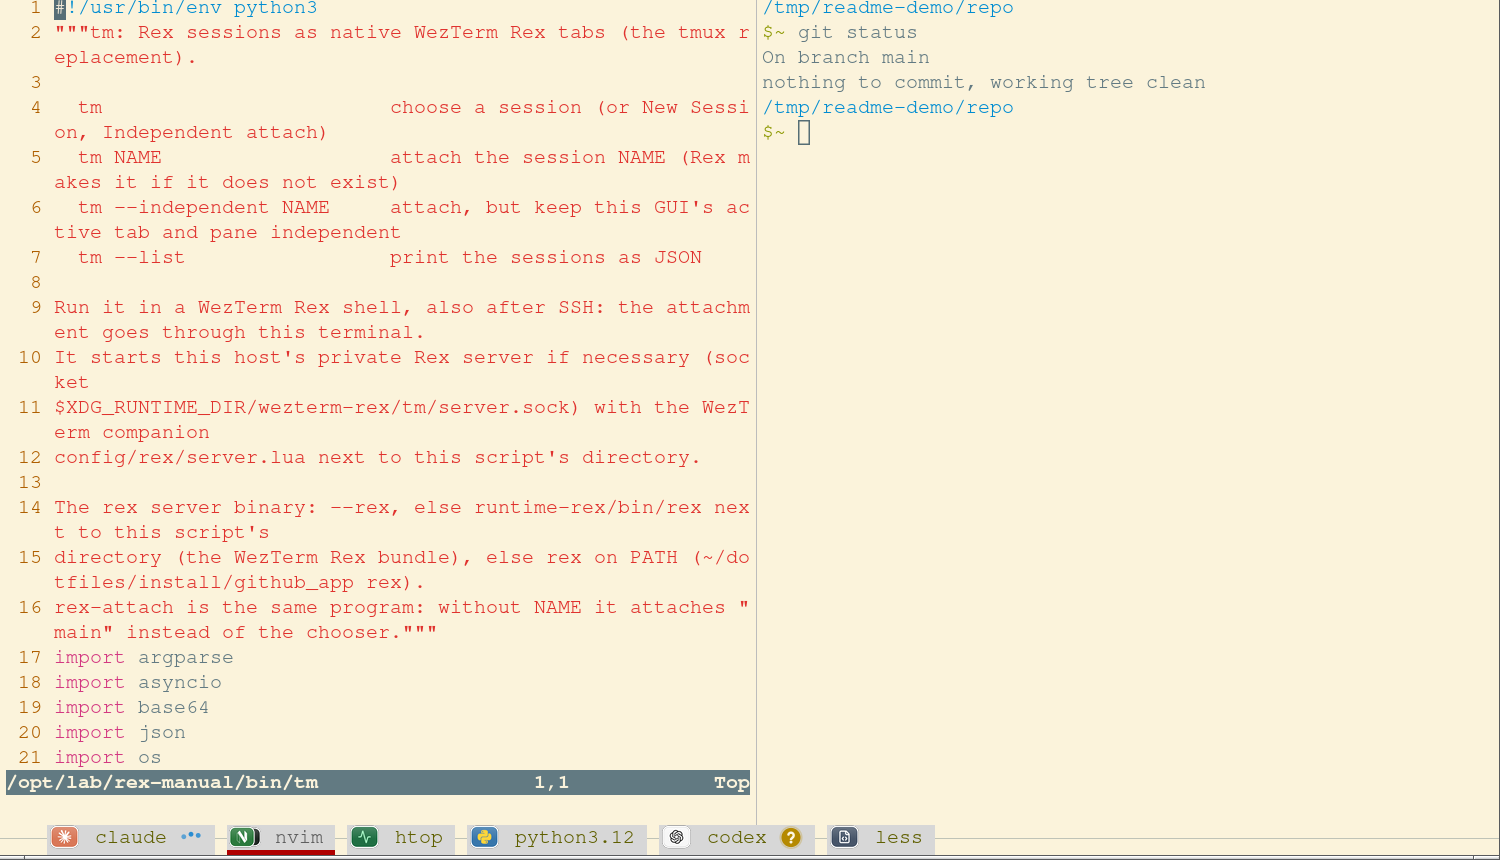 1 #!/usr/bin/env python3
2 """tm: Rex sessions as native WezTerm Rex tabs (the tmux r
eplacement).
3
4   tm                        choose a session (or New Sessi
on, Independent attach)
5   tm NAME                   attach the session NAME (Rex m
akes it if it does not exist)
6   tm --independent NAME     attach, but keep this GUI's ac
tive tab and pane independent
7   tm --list                 print the sessions as JSON
8
9 Run it in a WezTerm Rex shell, also after SSH: the attachm
ent goes through this terminal.
10 It starts this host's private Rex server if necessary (soc
ket
11 $XDG_RUNTIME_DIR/wezterm-rex/tm/server.sock) with the WezT
erm companion
12 config/rex/server.lua next to this script's directory.
13
14 The rex server binary: --rex, else runtime-rex/bin/rex nex
t to this script's
15 directory (the WezTerm Rex bundle), else rex on PATH (~/do
tfiles/install/github_app rex).
16 rex-attach is the same program: without NAME it attaches "
main" instead of the chooser."""
17 import argparse
18 import asyncio
19 import base64
20 import json
21 import os
/opt/lab/rex-manual/bin/tm                  1,1            Top
/tmp/readme-demo/repo
$~ git status
On branch main
nothing to commit, working tree clean
/tmp/readme-demo/repo
$~
claude nvim htop python3.12 codex ? less